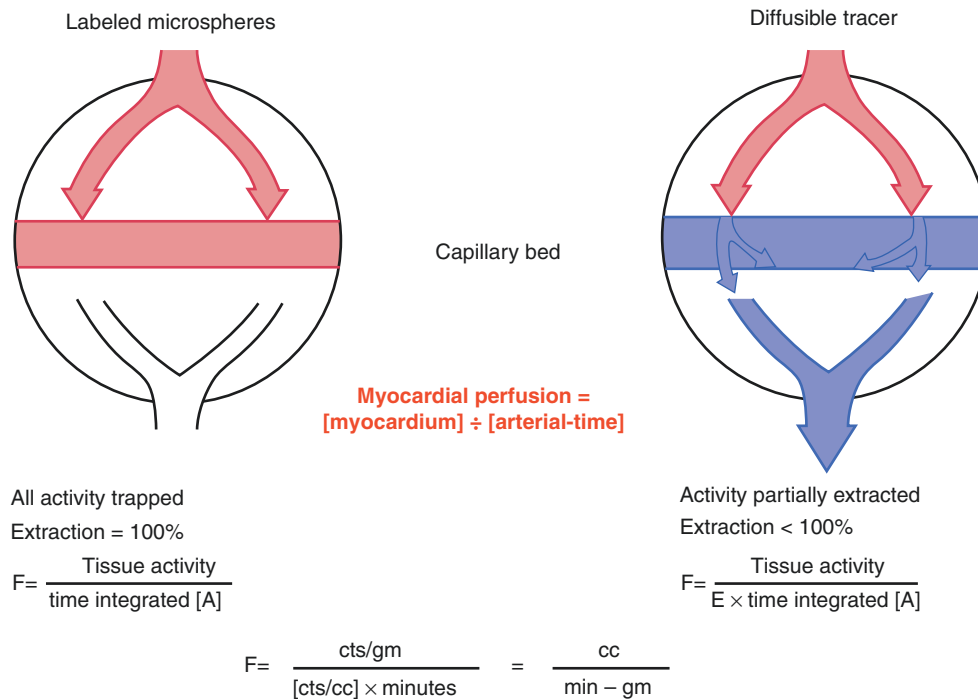 Labeled microspheres
Diffusible tracer
Capillary bed
Myocardial perfusion =
[myocardium] ÷ [arterial-time]
All activity trapped
Extraction = 100%
F= Tissue activity
time integrated [A]
Activity partially extracted
Extraction < 100%
F= Tissue activity
E × time integrated [A]
F= cts/gm = cc
[cts/cc] × minutes min – gm